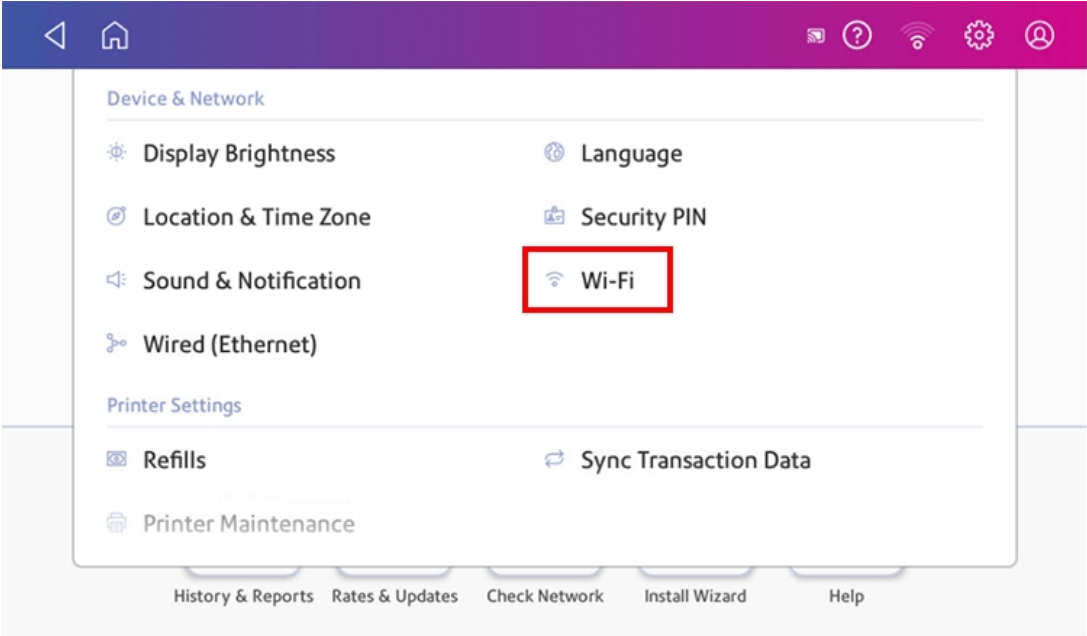 Device & Network
Display Brightness
Language
Location & Time Zone
Security PIN
Sound & Notification
Wi-Fi
Wired (Ethernet)
Printer Settings
Refills
Sync Transaction Data
Printer Maintenance
History & Reports
Rates & Updates
Check Network
Install Wizard
Help